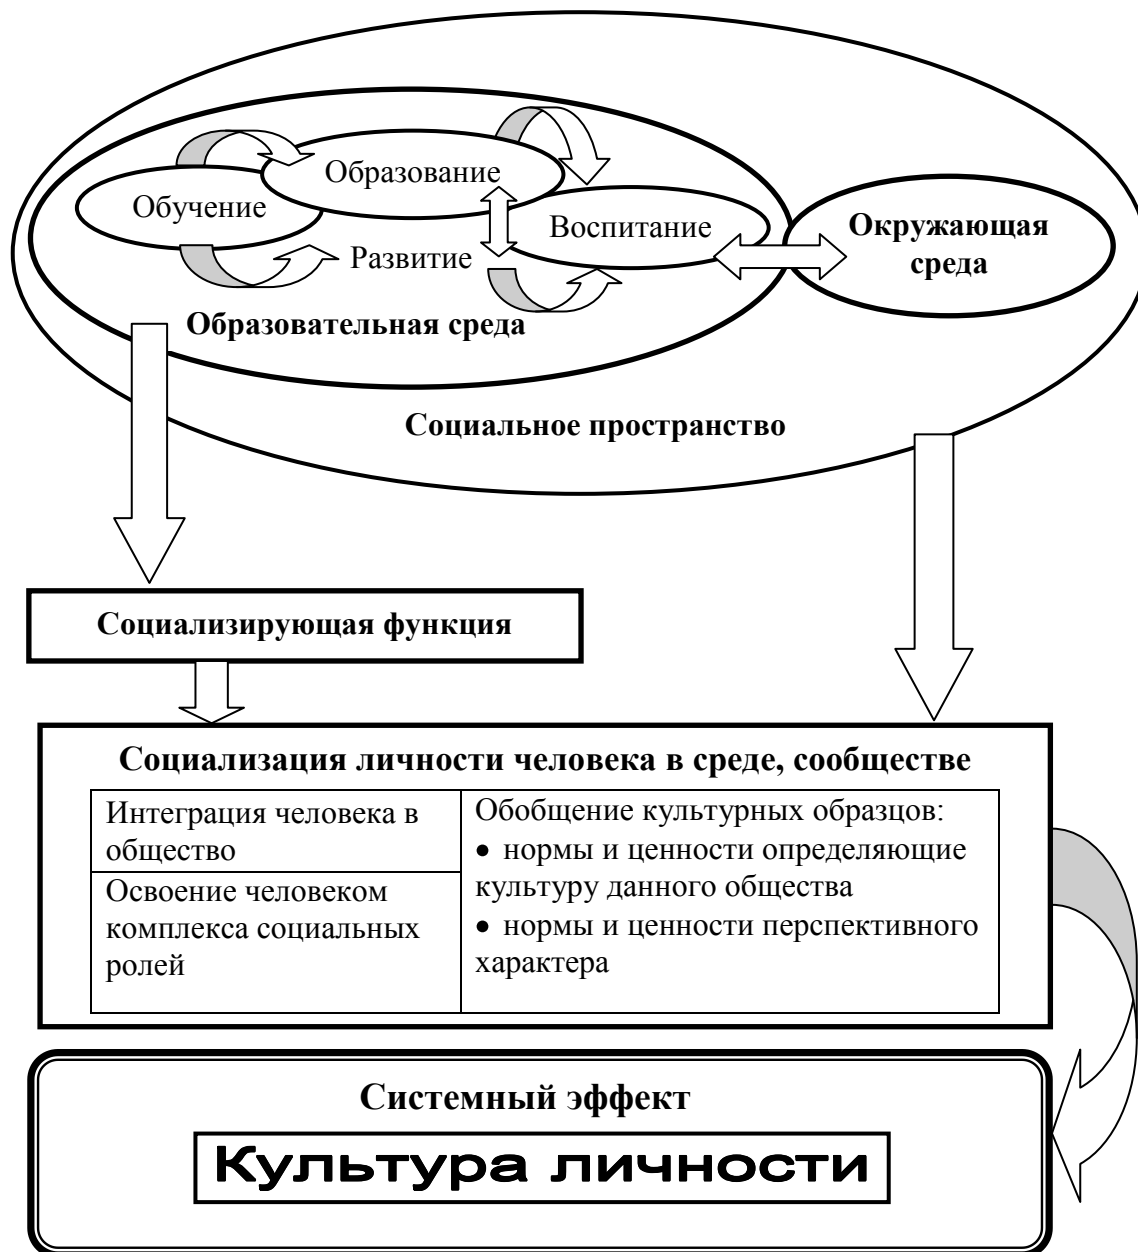 Образование
Обучение
Воспитание
Развитие
Окружающая
среда
Образовательная среда
Социальное пространство
Социализирующая функция
Социализация личности человека в среде, сообществе
Интеграция человека в
общество
Освоение человеком
комплекса социальных
ролей
Обобщение культурных образцов:
• нормы и ценности определяющие
культуру данного общества
• нормы и ценности перспективного
характера
Системный эффект
Культура личности